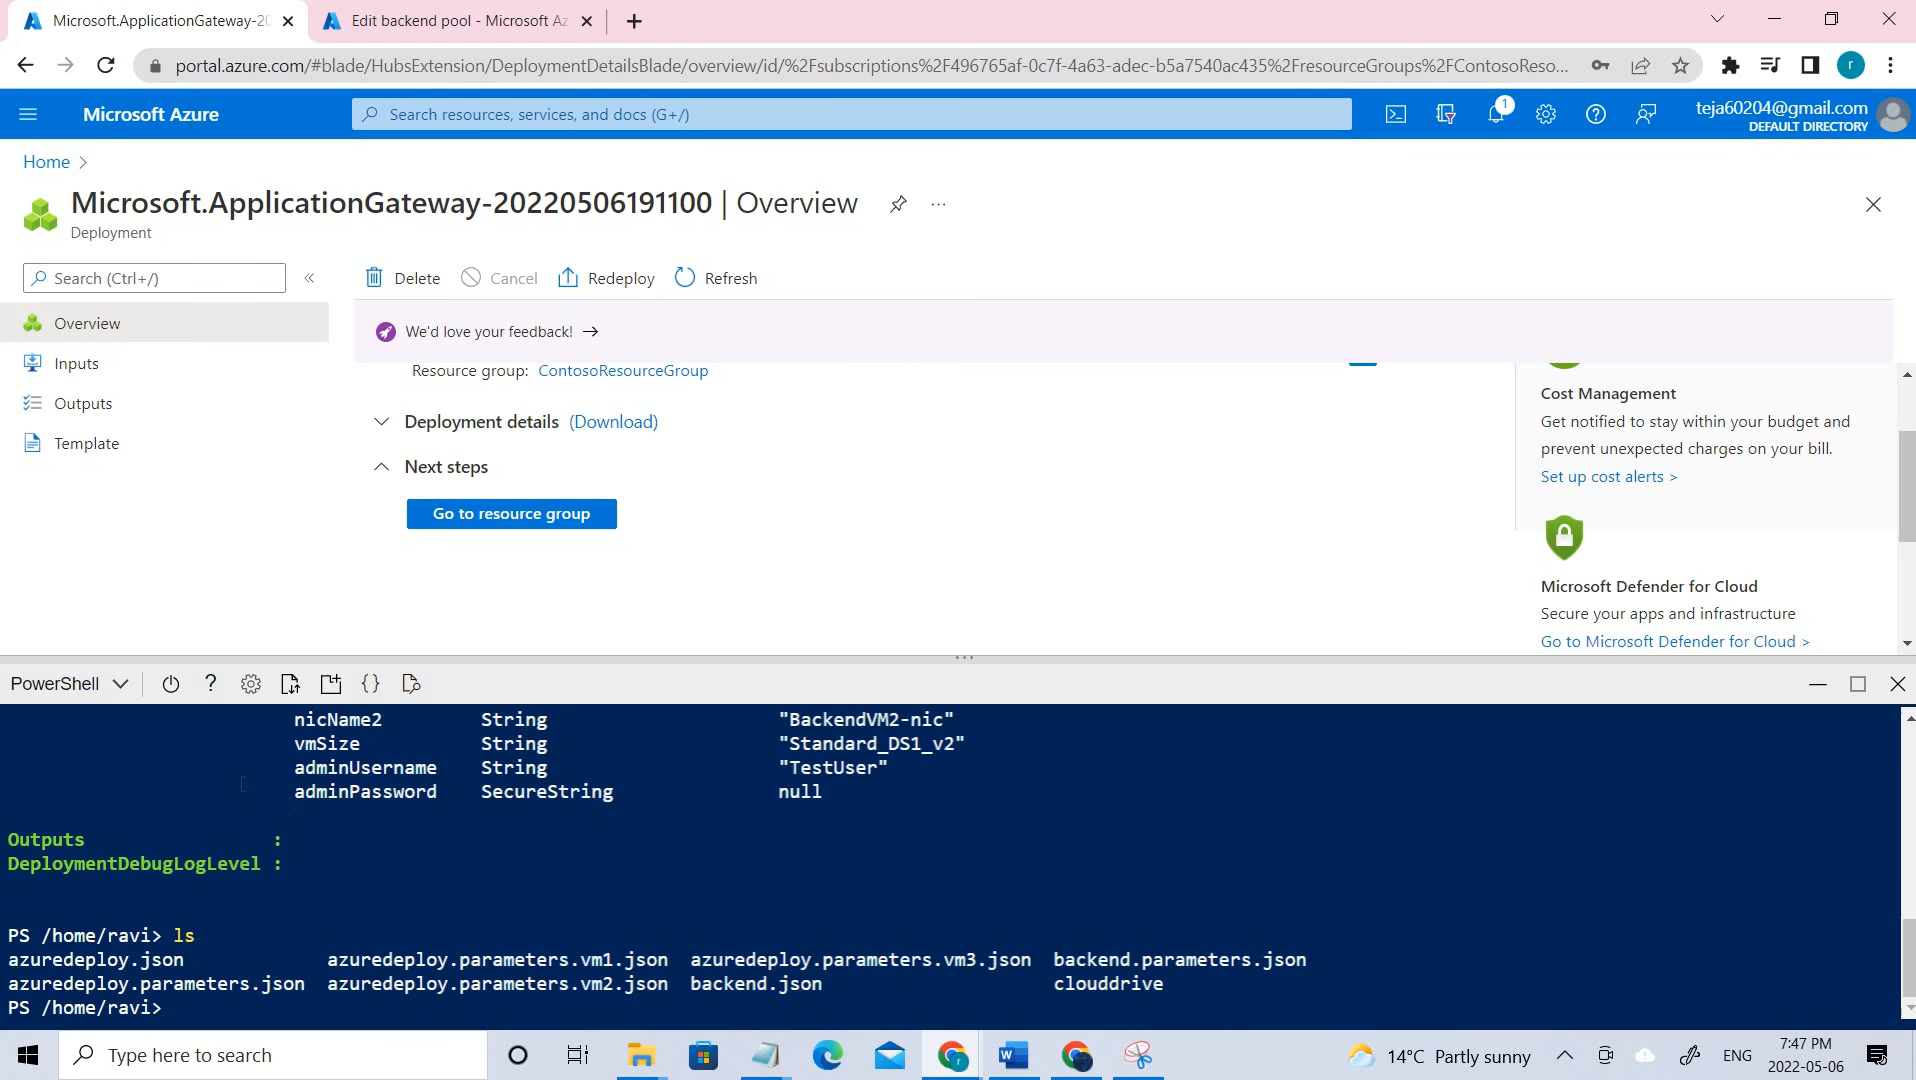 Microsoft.ApplicationGateway-20
Edit backend pool - Microsoft Az
portal.azure.com/#blade/HubsExtension/DeploymentDetailsBlade/overview/id/%2Fsubscriptions%2F496765af-0c7f-4a63-adec-b5a7540ac435%2FresourceGroups%2FContosoReso...
r
Microsoft Azure
Search resources, services, and docs (G+/)
1
teja60204@gmail.com
DEFAULT DIRECTORY
Home >
Microsoft.ApplicationGateway-20220506191100 | Overview
Deployment
Search (Ctrl+/)
«
Delete
Cancel
Redeploy
Refresh
Overview
Inputs
Outputs
Template
We'd love your feedback! →
Resource group: ContosoResourceGroup
Deployment details (Download)
Next steps
Go to resource group
Cost Management
Get notified to stay within your budget and
prevent unexpected charges on your bill.
Set up cost alerts >
Microsoft Defender for Cloud
Secure your apps and infrastructure
Go to Microsoft Defender for Cloud >
PowerShell
nicName2 String "BackendVM2-nic"
vmSize String "Standard_DS1_v2"
adminUsername String "TestUser"
adminPassword SecureString null
Outputs :
DeploymentDebugLogLevel :
PS /home/ravi> ls
azuredeploy.json azuredeploy.parameters.vm1.json azuredeploy.parameters.vm3.json backend.parameters.json
azuredeploy.parameters.json azuredeploy.parameters.vm2.json backend.json clouddrive
PS /home/ravi>
Type here to search
14°C Partly sunny
ENG
7:47 PM
2022-05-06